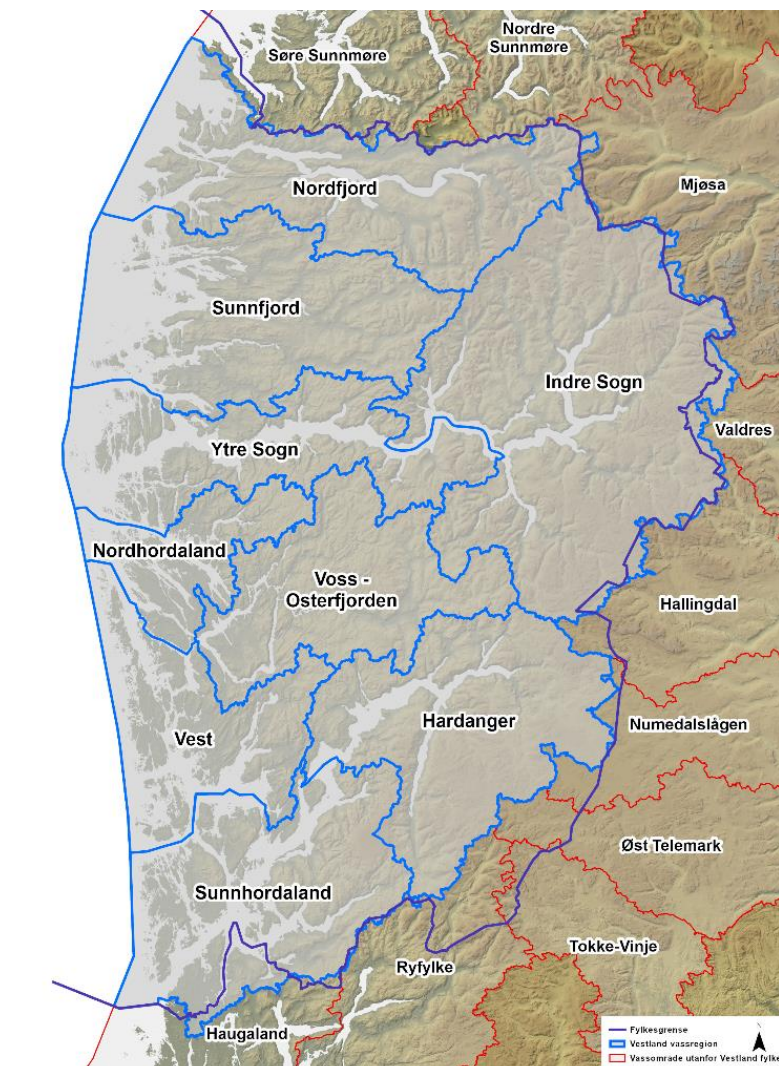 Nordre
Sunnmøre
Søre Sunnmøre
Nordfjord
Mjøsa
Sunnfjord
Indre Sogn
Valdres
Ytre Sogn
Nordhordaland
Voss -
Osterfjorden
Hallingdal
Hardanger
Numedalslågen
Vest
Øst Telemark
Sunnhordaland
Tokke-Vinje
Ryfylke
Haugaland
Fylkesgrense
Vestland vassregion
Vassområde utanfor Vestland fylke